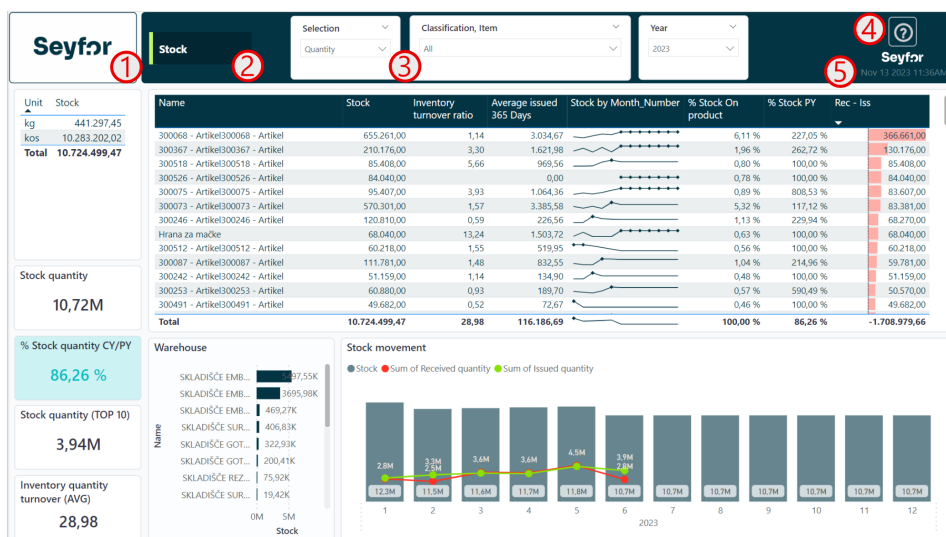 Seyfor
1
Stock
2
Selection
Quantity
Classification, Item
All
3
Year
2023
4
?
Seyfor
5
Nov 13 2023 11:36AM
Unit Stock
kg 441.297,45
kos 10.283.202,02
Total 10.724.499,47
Name Stock Inventory turnover ratio Average issued 365 Days Stock by Month_Number % Stock On product % Stock PY Rec - Iss
300068 - Artikel300068 - Artikel 655.261,00 1,14 3.034,67 6,11 % 227,05 % 366.661,00
300367 - Artikel300367 - Artikel 210.176,00 3,30 1.621,98 1,96 % 262,72 % 130.176,00
300518 - Artikel300518 - Artikel 85.408,00 5,66 969,56 0,80 % 100,00 % 85.408,00
300526 - Artikel300526 - Artikel 84.040,00 0,00 0,78 % 100,00 % 84.040,00
300075 - Artikel300075 - Artikel 95.407,00 3,93 1.064,36 0,89 % 808,53 % 83.607,00
300073 - Artikel300073 - Artikel 570.301,00 1,57 3.385,58 5,32 % 117,12 % 83.381,00
300246 - Artikel300246 - Artikel 120.810,00 0,59 226,56 1,13 % 229,94 % 68.270,00
Hrana za mačke 68.040,00 13,24 1.503,72 0,63 % 100,00 % 68.040,00
300512 - Artikel300512 - Artikel 60.218,00 1,55 519,95 0,56 % 100,00 % 60.218,00
300087 - Artikel300087 - Artikel 111.781,00 1,48 832,55 1,04 % 214,96 % 59.781,00
300242 - Artikel300242 - Artikel 51.159,00 1,14 134,90 0,48 % 100,00 % 51.159,00
300253 - Artikel300253 - Artikel 60.880,00 0,93 189,70 0,57 % 590,49 % 50.570,00
300491 - Artikel300491 - Artikel 49.682,00 0,52 72,67 0,46 % 100,00 % 49.682,00
Total 10.724.499,47 28,98 116.186,69 100,00 % 86,26 % -1.708.979,66
Stock quantity
10,72M
% Stock quantity CY/PY
86,26 %
Stock quantity (TOP 10)
3,94M
Inventory quantity
turnover (AVG)
28,98
Warehouse
Name
SKLADIŠČE EMB... 5497,55K
SKLADIŠČE EMB... 3695,98K
SKLADIŠČE EMB... 469,27K
SKLADIŠČE SUR... 406,83K
SKLADIŠČE GOT... 322,93K
SKLADIŠČE GOT... 200,41K
SKLADIŠČE REZ... 75,92K
SKLADIŠČE SUR... 19,42K
0M 5M
Stock
Stock movement
Stock Sum of Received quantity Sum of Issued quantity
2,8M 3,3M 2,5M 3,6M 3,6M 4,5M 3,9M 2,8M
12,3M 11,5M 11,6M 11,7M 11,8M 10,7M 10,7M 10,7M 10,7M 10,7M 10,7M 10,7M
1 2 3 4 5 6 7 8 9 10 11 12
2023